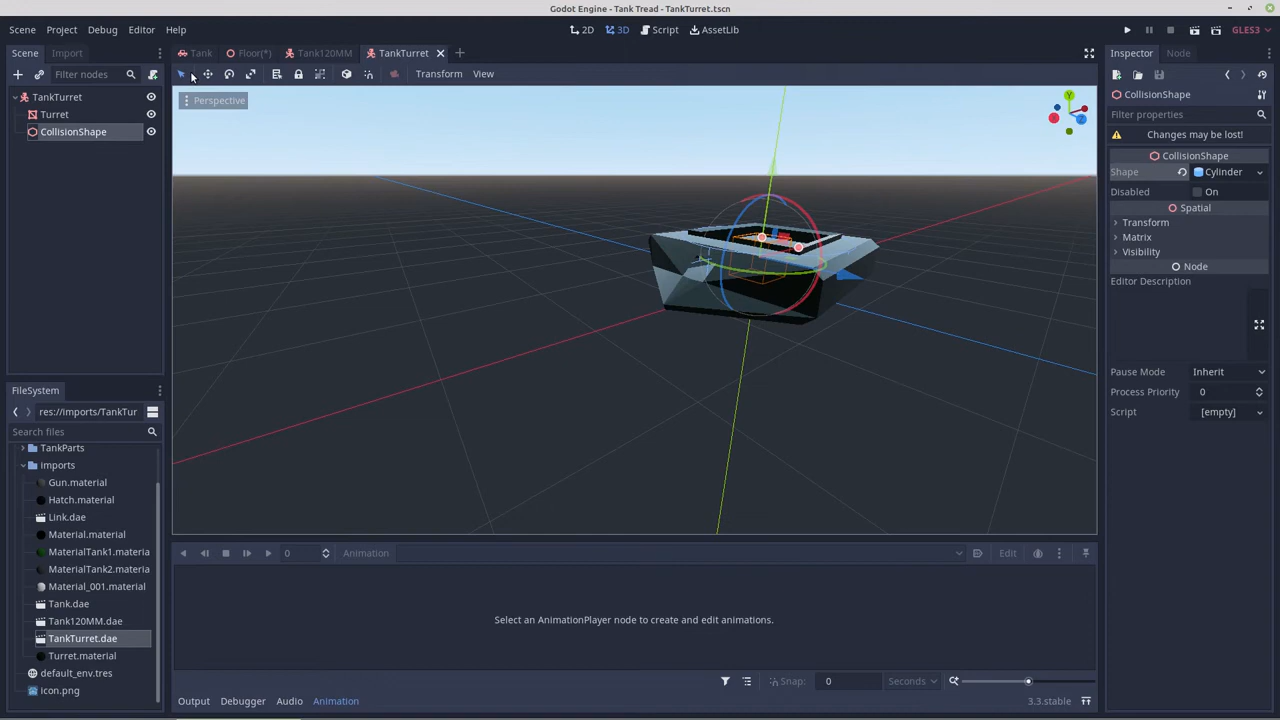 Godot Engine - Tank Tread - TankTurret.tscn
Scene Project Debug Editor Help
2D 3D Script AssetLib
GLES3
Scene Import
Tank Floor(*) Tank120MM TankTurret
Inspector Node
Filter nodes
Transform View
TankTurret
Turret
CollisionShape
Perspective
Y
X
Z
CollisionShape
Filter properties
Changes may be lost!
CollisionShape
Shape Cylinder
Disabled On
Spatial
Transform
Matrix
Visibility
Node
Editor Description
Pause Mode Inherit
Process Priority 0
Script [empty]
FileSystem
res://Imports/TankTur
Search files
TankParts
imports
Gun.material
Hatch.material
Link.dae
Material.material
MaterialTank1.materia
MaterialTank2.materia
Material_001.material
Tank.dae
Tank120MM.dae
TankTurret.dae
Turret.material
default_env.tres
icon.png
0 Animation Edit
Select an AnimationPlayer node to create and edit animations.
Snap: 0 Seconds
Output Debugger Audio Animation
3.3.stable